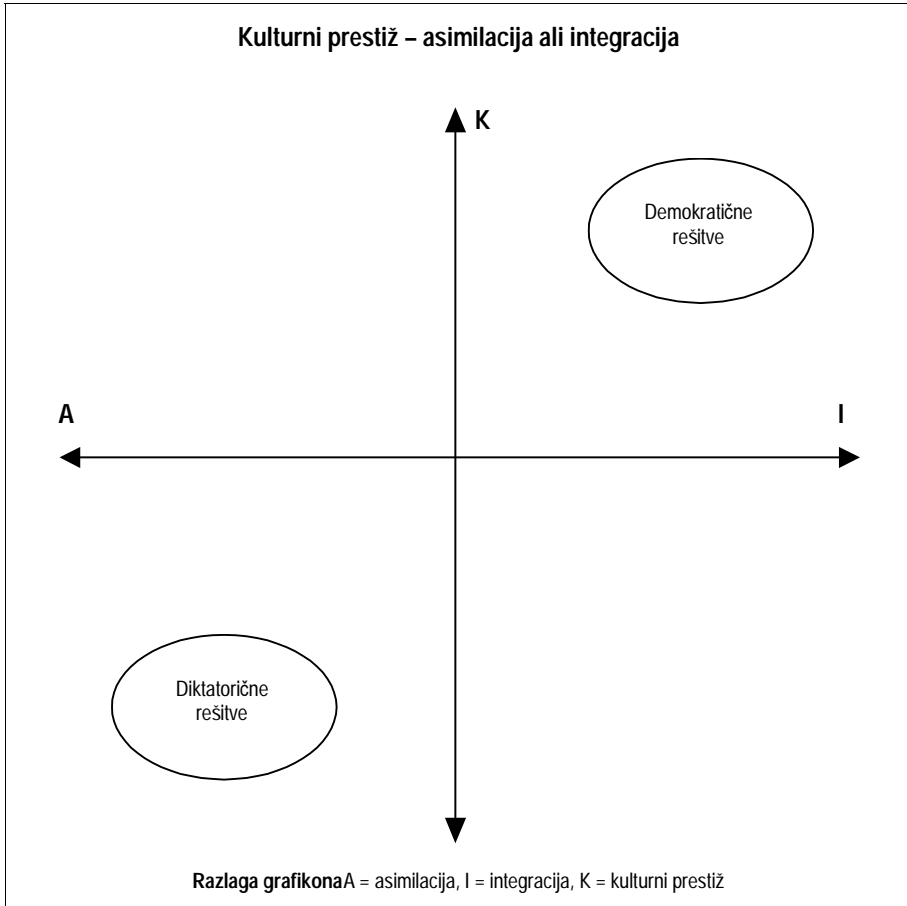 Kulturni prestiž – asimilacija ali integracija
K
Demokratične
rešitve
A
I
Diktatorične
rešitve
Razlaga grafikonaA = asimilacija, I = integracija, K = kulturni prestiž